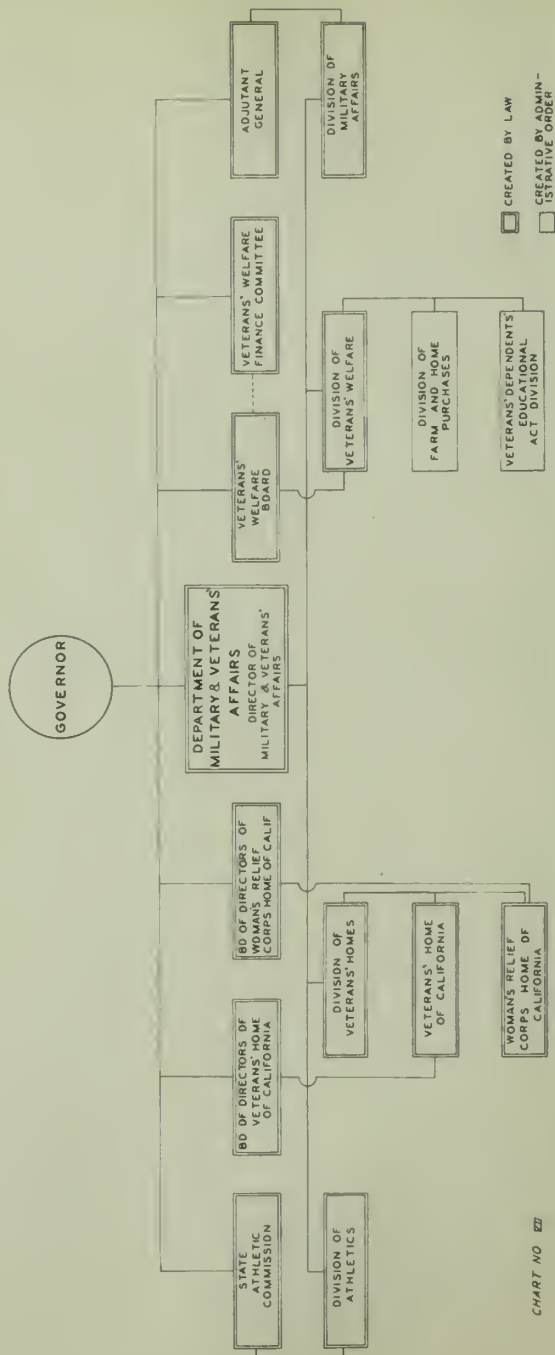 GOVERNOR
STATE
ATHLETIC
COMMISSION
BD OF DIRECTORS OF
VETERANS' HOME
OF CALIFORNIA
BD OF DIRECTORS OF
WOMAN'S RELIEF
CORPS HOME OF CALIF
DEPARTMENT OF
MILITARY & VETERANS'
AFFAIRS
DIRECTOR OF
MILITARY & VETERANS'
AFFAIRS
VETERANS'
WELFARE
BOARD
VETERANS' WELFARE
FINANCE COMMITTEE
ADJUTANT
GENERAL
DIVISION OF
ATHLETICS
DIVISION OF
VETERANS' HOMES
VETERANS' HOME
OF CALIFORNIA
WOMAN'S RELIEF
CORPS HOME OF
CALIFORNIA
DIVISION OF
VETERANS' WELFARE
DIVISION OF
FARM AND HOME
PURCHASES
VETERANS' DEPENDENTS'
EDUCATIONAL
ACT DIVISION
DIVISION OF
MILITARY
AFFAIRS
CREATED BY LAW
CREATED BY ADMIN-
ISTRATIVE ORDER
CHART NO